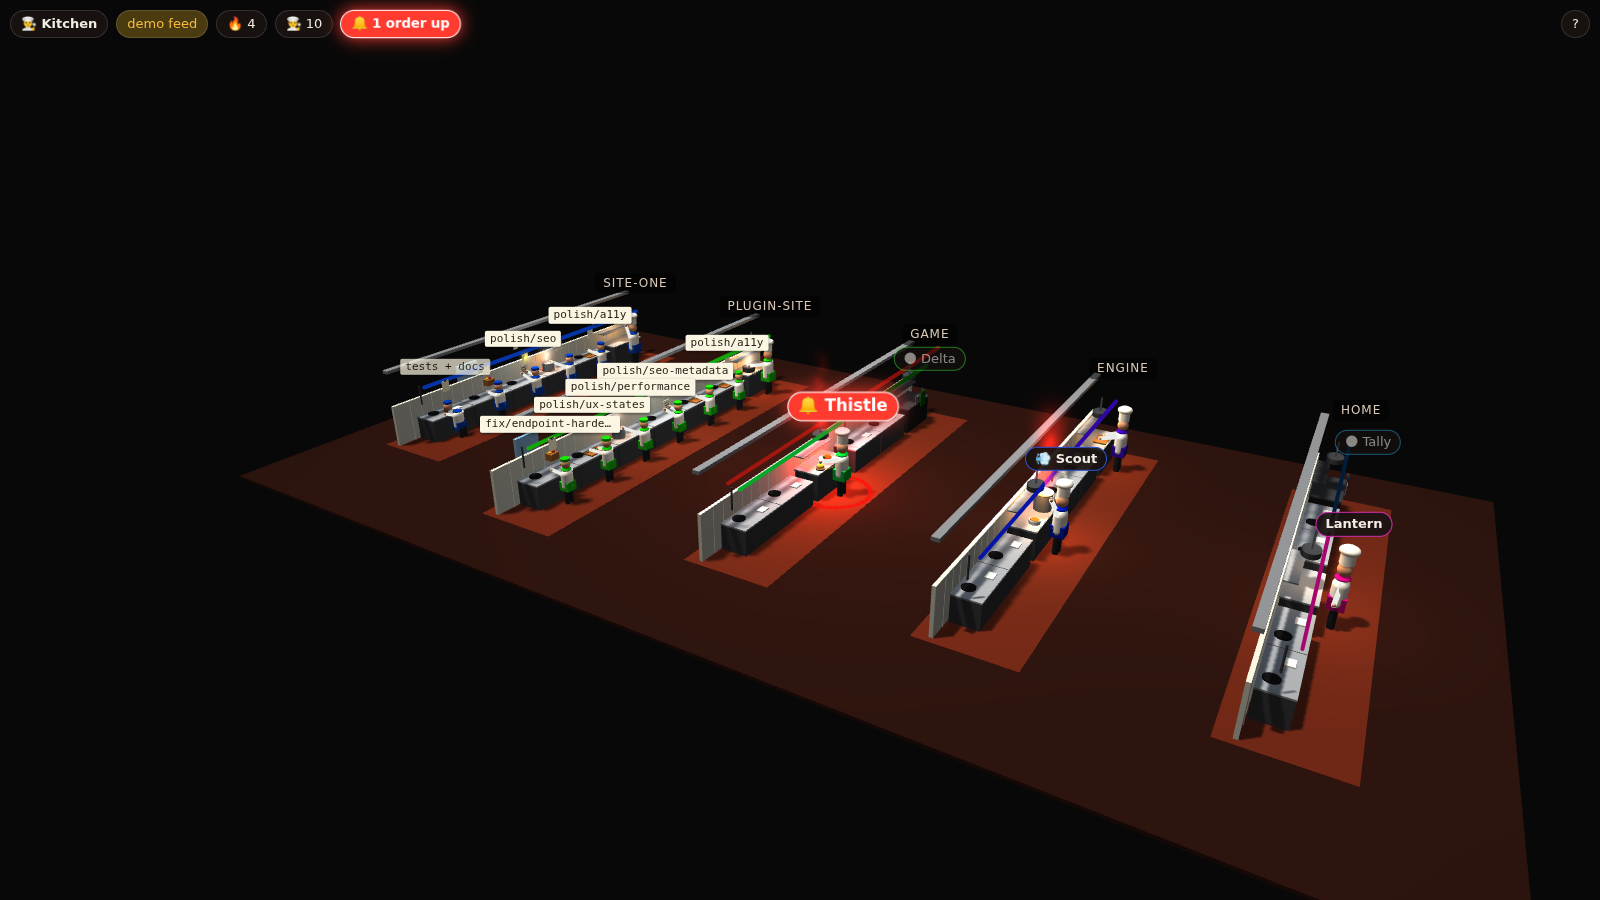 Kitchen
demo feed
4
10
1 order up
?
SITE-ONE
polish/a11y
polish/seo
tests + docs
PLUGIN-SITE
polish/a11y
polish/seo-metadata
polish/performance
polish/ux-states
fix/endpoint-harde…
GAME
Delta
Thistle
ENGINE
Scout
HOME
Tally
Lantern